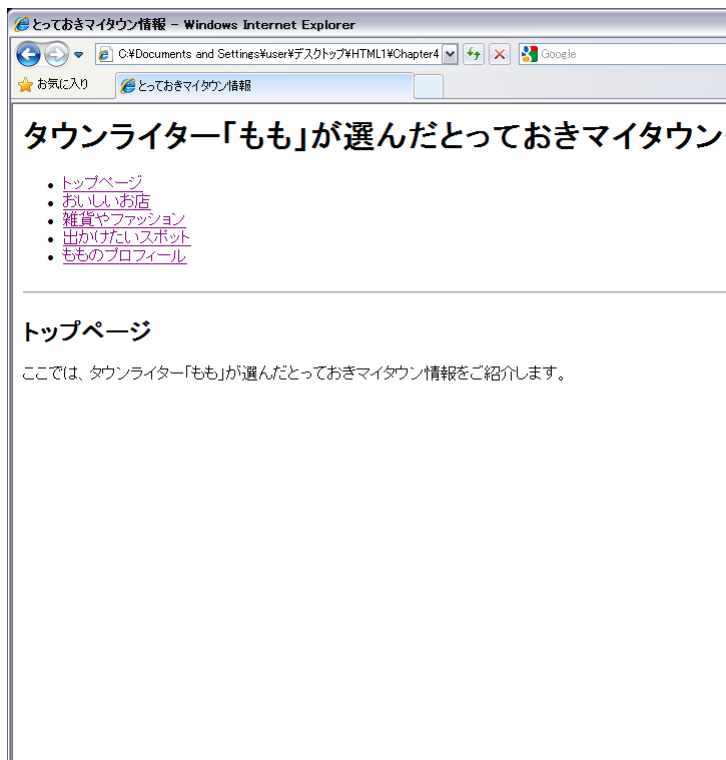 とっておきマイタウン情報 - Windows Internet Explorer
C:¥Documents and Settings¥user¥デスクトップ¥HTML1¥Chapter4
Google
お気に入り
とっておきマイタウン情報
タウンライター「もも」が選んだとっておきマイタウン
トップページ
おいしいお店
雑貨やファッション
出かけたいスポット
もものプロフィール
トップページ
ここでは、タウンライター「もも」が選んだとっておきマイタウン情報をご紹介します。